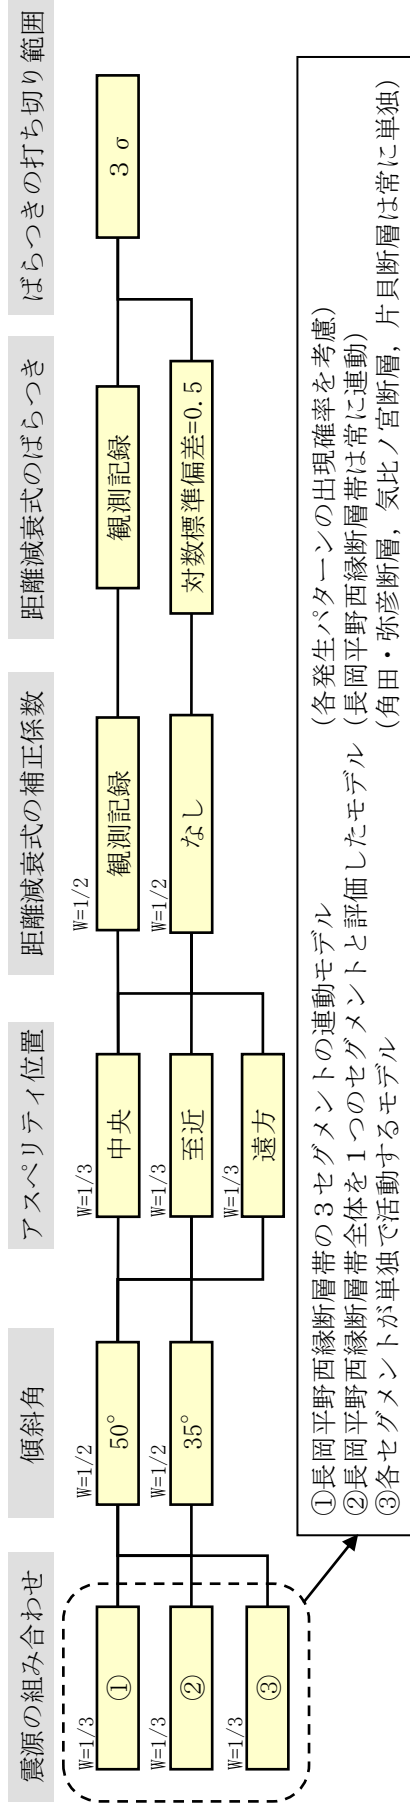 震源の組み合わせ
傾斜角
アスペリティ位置
距離減衰式の補正係数
距離減衰式のばらつき
ばらつきの打ち切り範囲
W=1/3
①
W=1/3
②
W=1/3
③
W=1/2
50°
W=1/2
35°
W=1/3
中央
W=1/3
至近
W=1/3
遠方
W=1/2
観測記録
W=1/2
なし
観測記録
対数標準偏差=0.5
3σ
①長岡平野西縁断層帯の3セグメントの連動モデル (各発生パターンの出現確率を考慮)
②長岡平野西縁断層帯全体を1つのセグメントと評価したモデル (長岡平野西縁断層帯は常に連動)
③各セグメントが単独で活動するモデル (角田・弥彦断層, 気比ノ宮断層, 片貝断層は常に単独)